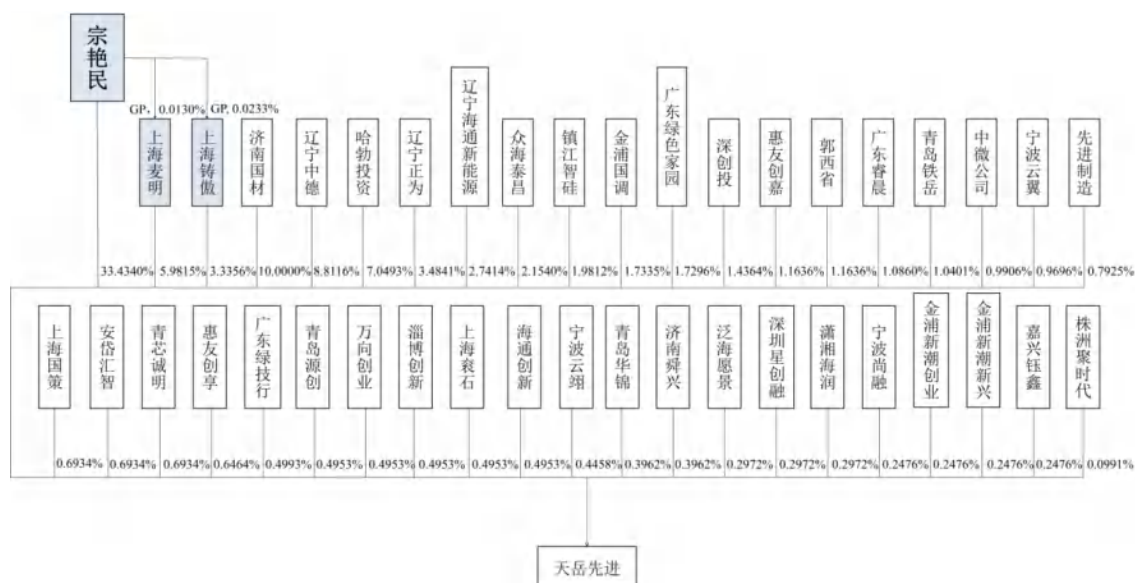 宗艳民
GP，0.0130%
GP, 0.0233%
上海麦明
上海铸傲
济南国材
辽宁中德
哈勃投资
辽宁正为
辽宁海通新能源
众海泰昌
镇江智硅
金浦国调
广东绿色家园
深创投
惠友创嘉
郭西省
广东睿晨
青岛铁岳
中微公司
宁波云翼
先进制造
33.4340% 5.9815% 3.3356% 10.0000% 8.8116% 7.0493% 3.4841% 2.7414% 2.1540% 1.9812% 1.7335% 1.7296% 1.4364% 1.1636% 1.1636% 1.0860% 1.0401% 0.9906% 0.9696% 0.7925%
上海国策
安岱汇智
青芯诚明
惠友创享
广东绿技行
青岛源创
万向创业
淄博创新
上海衮石
海通创新
宁波云翊
青岛华锦
济南舜兴
泛海愿景
深圳星创融
潇湘海润
宁波尚融
金浦新潮创业
金浦新潮新兴
嘉兴钰鑫
株洲聚时代
0.6934% 0.6934% 0.6934% 0.6464% 0.4993% 0.4953% 0.4953% 0.4953% 0.4953% 0.4953% 0.4458% 0.3962% 0.3962% 0.2972% 0.2972% 0.2972% 0.2476% 0.2476% 0.2476% 0.2476% 0.0991%
天岳先进